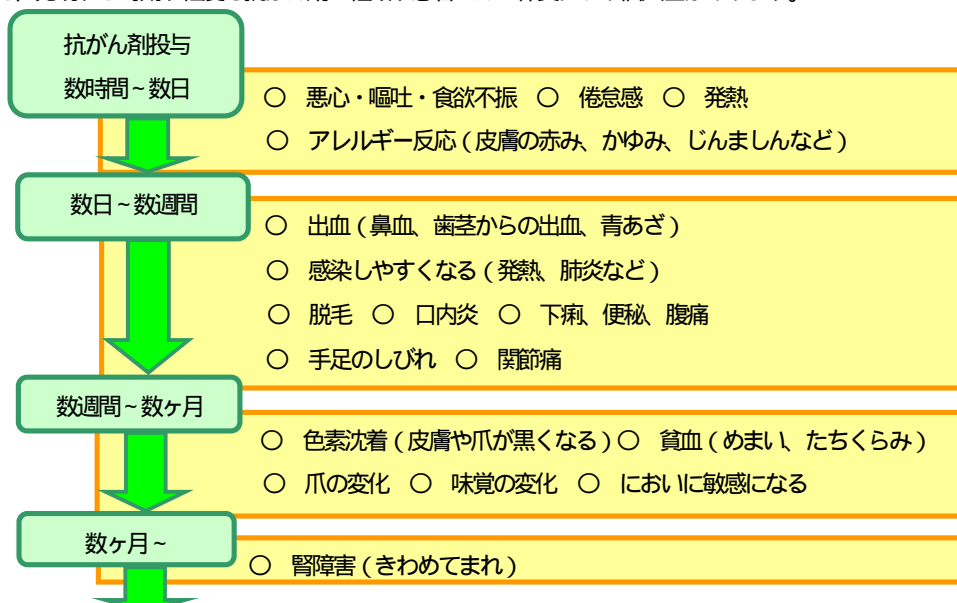 抗がん剤投与
数時間~数日
○ 悪心・嘔吐・食欲不振 ○ 倦怠感 ○ 発熱
○ アレルギー反応(皮膚の赤み、かゆみ、じんましんなど)
数日~数週間
○ 出血(鼻血、歯茎からの出血、青あざ)
○ 感染しやすくなる(発熱、肺炎など)
○ 脱毛 ○ 口内炎 ○ 下痢、便秘、腹痛
○ 手足のしびれ ○ 関節痛
数週間~数ヶ月
○ 色素沈着(皮膚や爪が黒くなる)○ 貧血(めまい、たちくらみ)
○ 爪の変化 ○ 味覚の変化 ○ においに敏感になる
数ヶ月~
○ 腎障害(きわめてまれ)